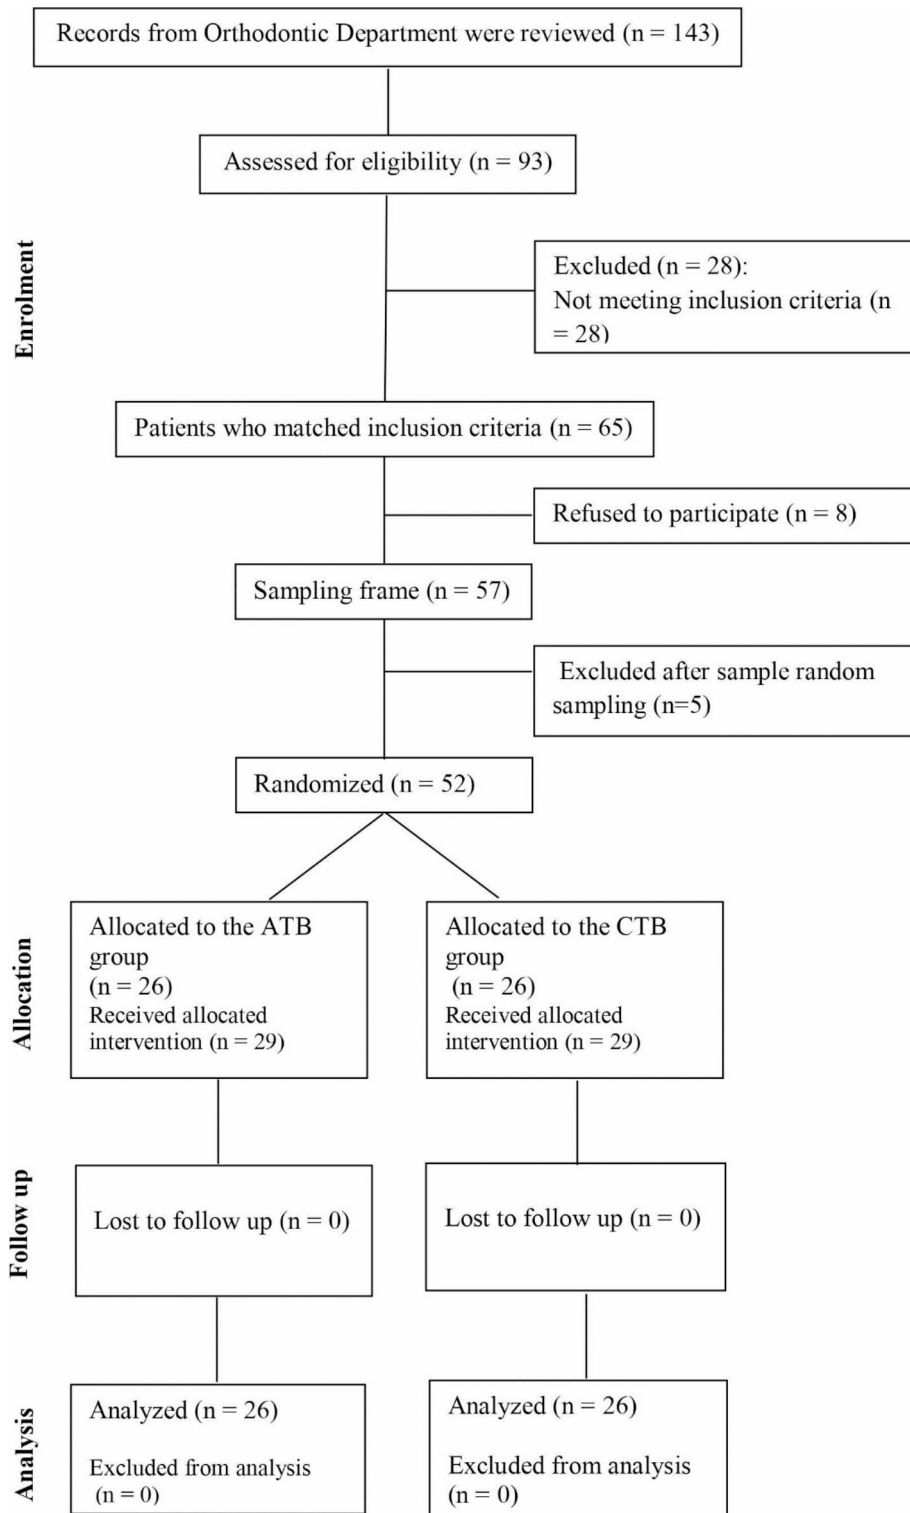 Records from Orthodontic Department were reviewed (n = 143)
Assessed for eligibility (n = 93)
Enrolment
Excluded (n = 28):
Not meeting inclusion criteria (n
= 28)
Patients who matched inclusion criteria (n = 65)
Refused to participate (n = 8)
Sampling frame (n = 57)
Excluded after sample random
sampling (n=5)
Randomized (n = 52)
Allocation
Allocated to the ATB
group
(n = 26)
Received allocated
intervention (n = 29)
Allocated to the CTB
group
(n = 26)
Received allocated
intervention (n = 29)
Follow up
Lost to follow up (n = 0)
Lost to follow up (n = 0)
Analysis
Analyzed (n = 26)
Excluded from analysis
(n = 0)
Analyzed (n = 26)
Excluded from analysis
(n = 0)